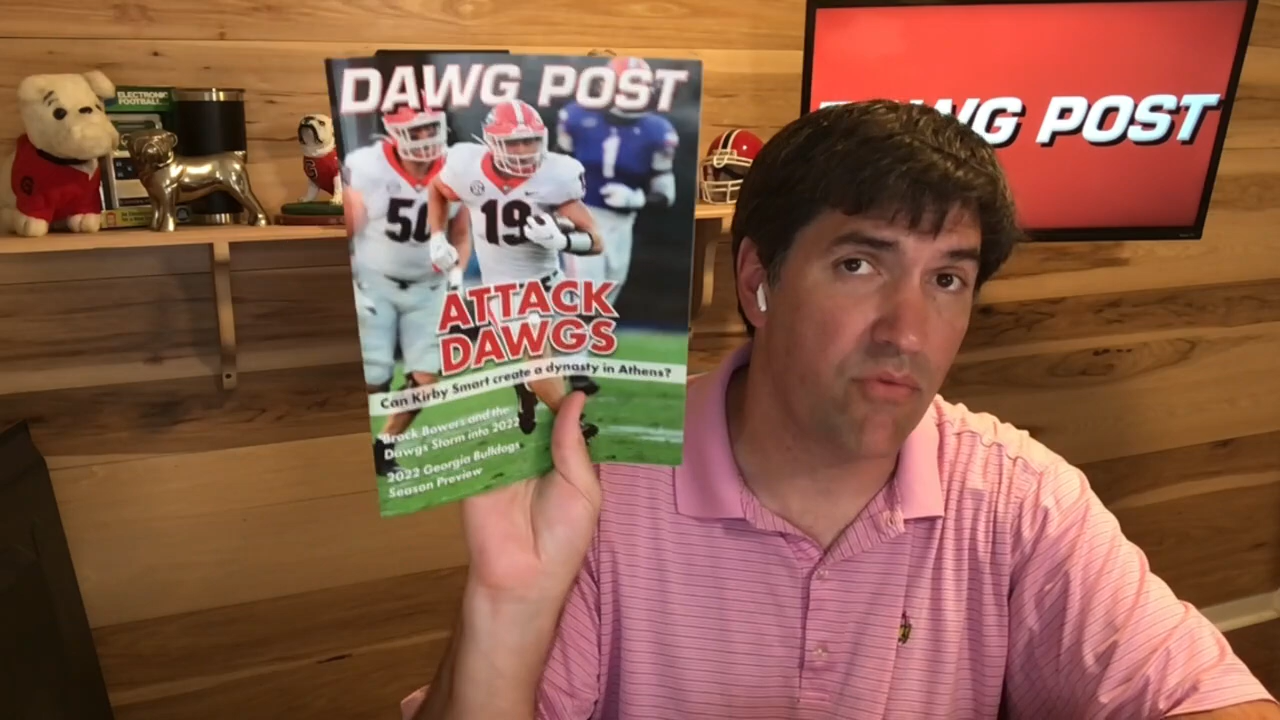 DAWG POST
50
19
1
ATTACK
DAWGS
Can Kirby Smart create a dynasty in Athens?
Brock Bowers and the
Dawgs Storm into 2022
2022 Georgia Bulldogs
Season Preview
ELECTRONIC
FOOTBALL
DAWG POST